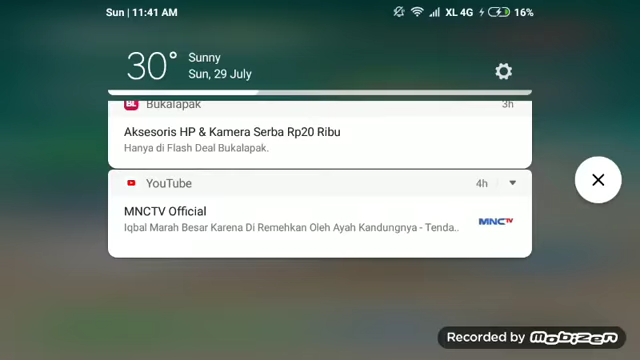 Sun | 11:41 AM
XL 4G
16%
30°
Sunny
Sun, 29 July
BL Bukalapak 3h
Aksesoris HP & Kamera Serba Rp20 Ribu
Hanya di Flash Deal Bukalapak.
YouTube 4h
MNCTV Official
Iqbal Marah Besar Karena Di Remehkan Oleh Ayah Kandungnya - Tenda..
MNCTV
Recorded by Mobizen